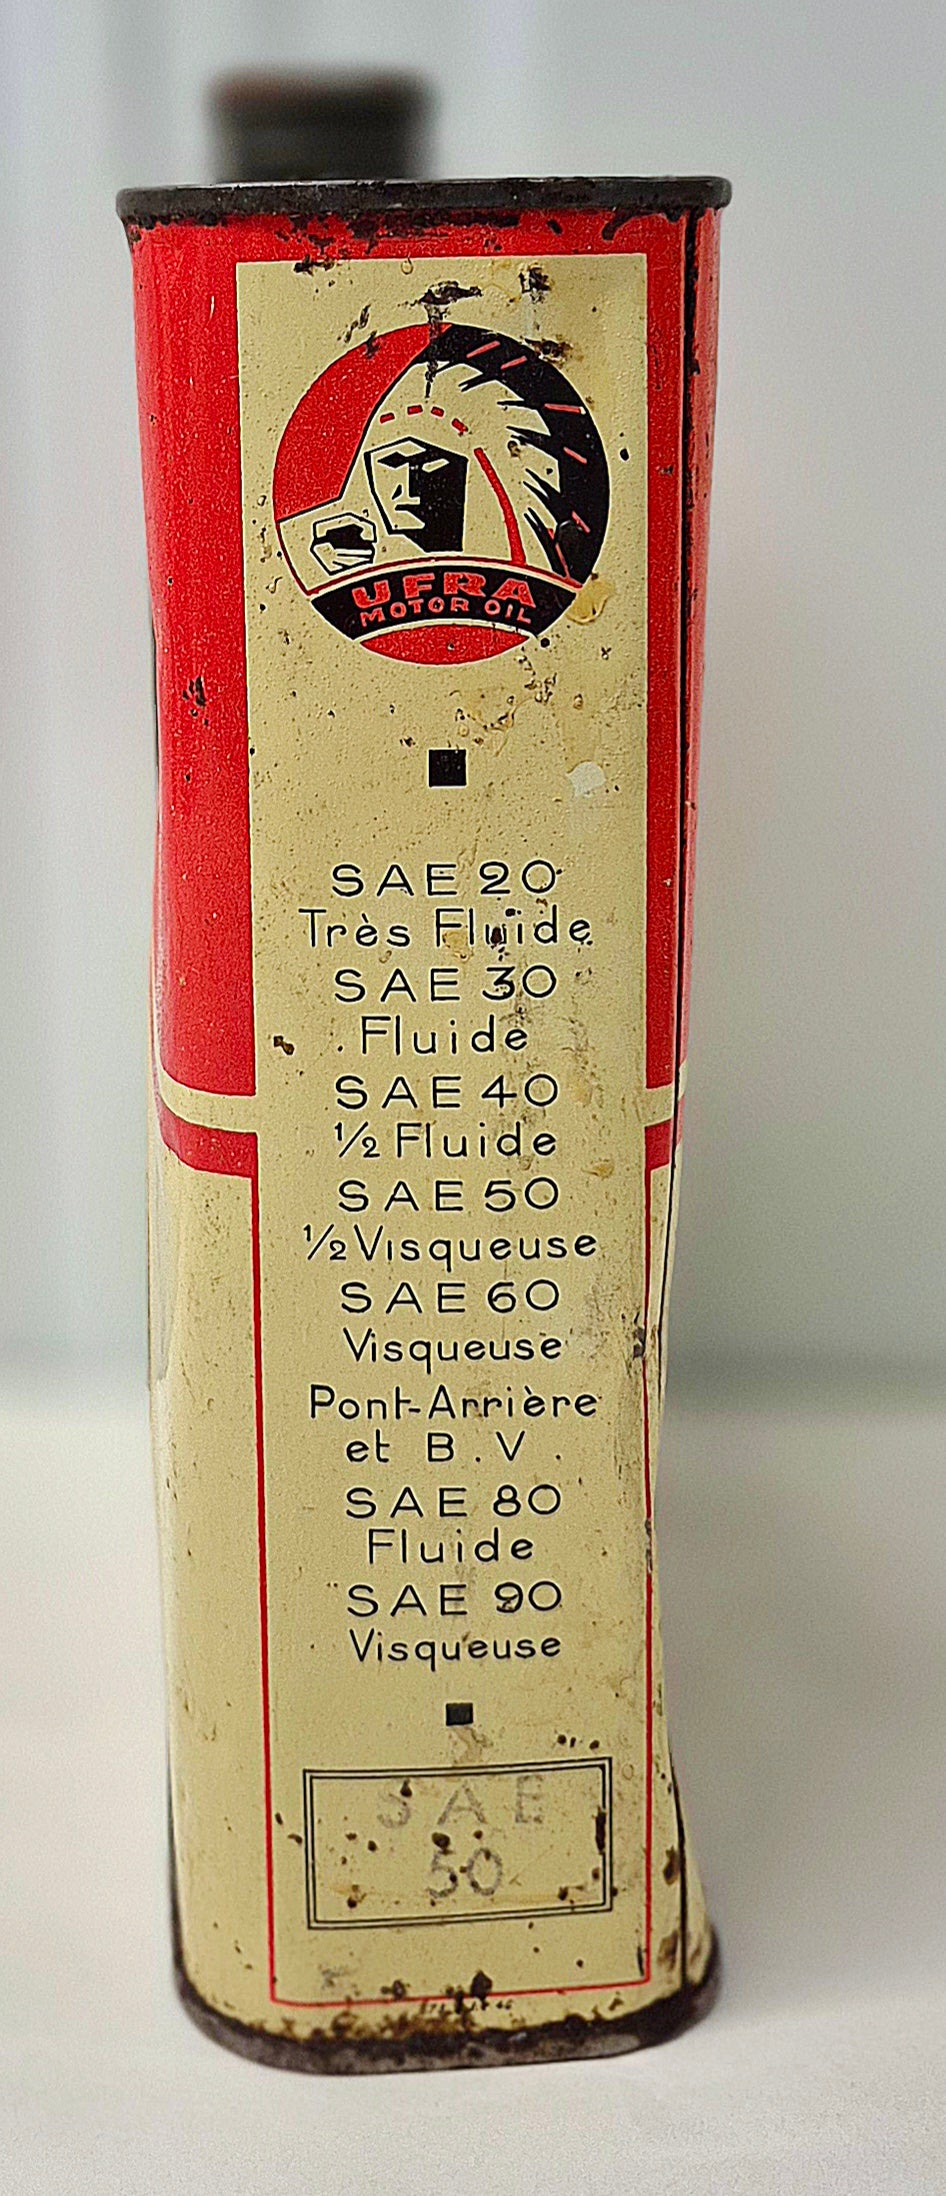 UFRA
MOTOR OIL
SAE 20
Très Fluide
SAE 30
Fluide
SAE 40
½ Fluide
SAE 50
½ Visqueuse
SAE 60
Visqueuse
Pont-Arrière
et B.V.
SAE 80
Fluide
SAE 90
Visqueuse
SAE
50